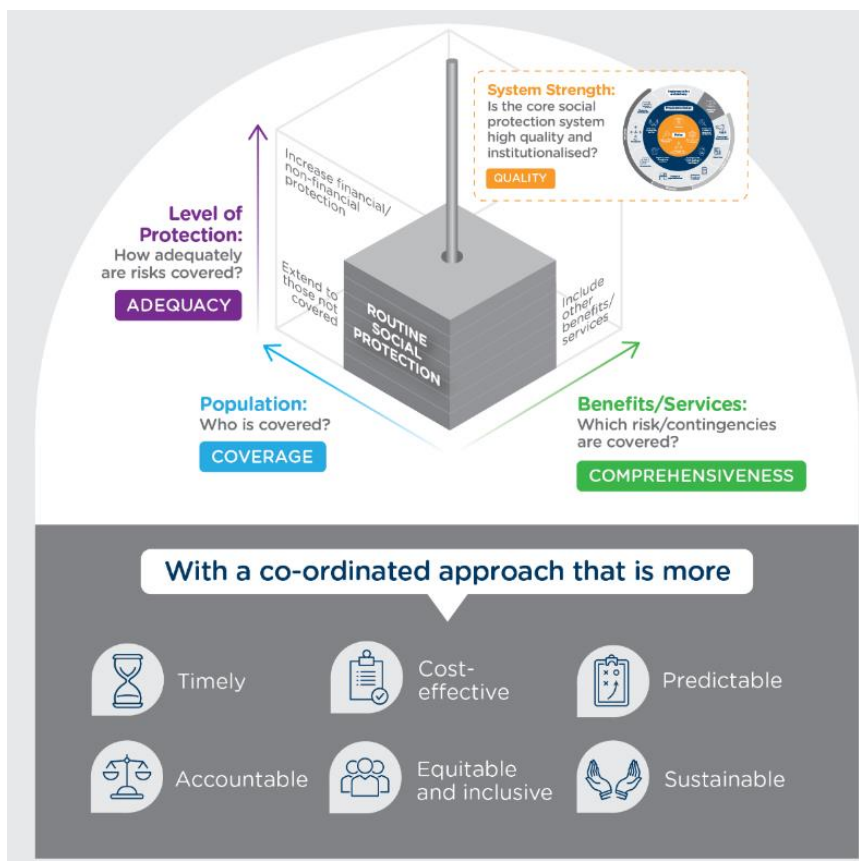 System Strength:
Is the core social
protection system
high quality and
institutionalised?
QUALITY
Increase financial/
non-financial
protection
Level of
Protection:
How adequately
are risks covered?
ADEQUACY
Extend to
those not
covered
ROUTINE
SOCIAL
PROTECTION
Include
other
benefits/
services
Population:
Who is covered?
COVERAGE
Benefits/Services:
Which risk/contingencies
are covered?
COMPREHENSIVENESS
With a co-ordinated approach that is more
Timely
Cost-
effective
Predictable
Accountable
Equitable
and inclusive
Sustainable